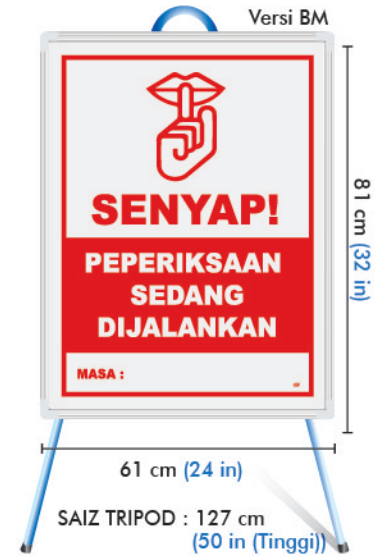 Versi BM
SENYAP!
PEPERIKSAAN
SEDANG
DIJALANKAN
MASA :
81 cm (32 in)
61 cm (24 in)
SAIZ TRIPOD : 127 cm
(50 in (Tinggi))